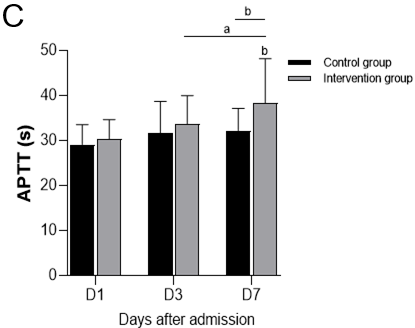 C
b
a
b
50
40
30
20
10
0
APTT (s)
Control group
Intervention group
D1 D3 D7
Days after admission